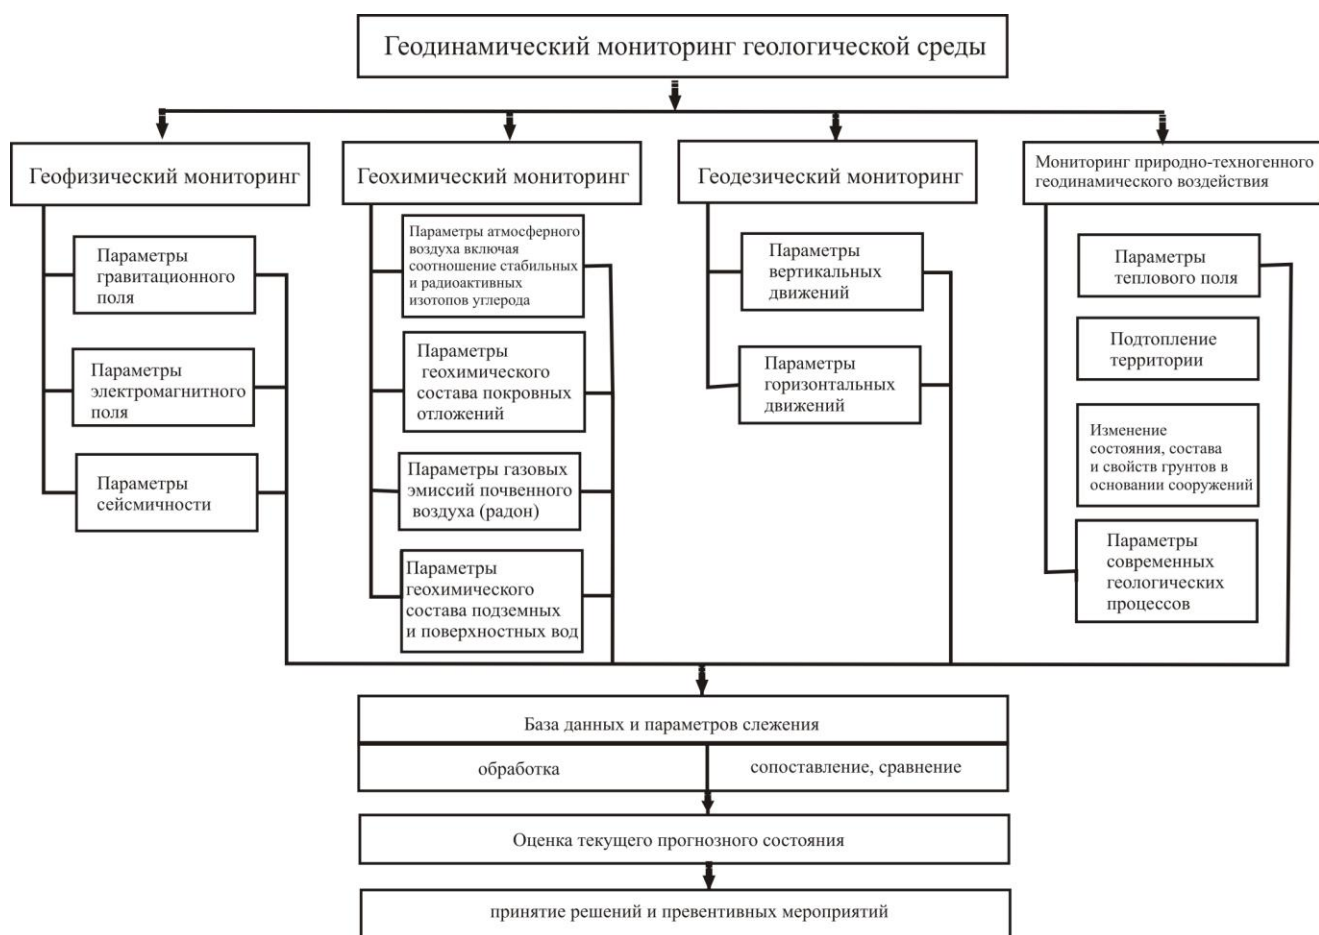 Геодинамический мониторинг геологической среды
Геофизический мониторинг
Параметры
гравитационного
поля
Параметры
электромагнитного
поля
Параметры
сейсмичности
Геохимический мониторинг
Параметры атмосферного
воздуха включая
соотношение стабильных
и радиоактивных
изотопов углерода
Параметры
геохимического
состава покровных
отложений
Параметры газовых
эмиссий почвенного
воздуха (радон)
Параметры
геохимического
состава подземных
и поверхностных вод
Геодезический мониторинг
Параметры
вертикальных
движений
Параметры
горизонтальных
движений
Мониторинг природно-техногенного
геодинамического воздействия
Параметры
теплового поля
Подтопление
территории
Изменение
состояния, состава
и свойств грунтов в
основании сооружений
Параметры
современных
геологических
процессов
База данных и параметров слежения
обработка
сопоставление, сравнение
Оценка текущего прогнозного состояния
принятие решений и превентивных мероприятий